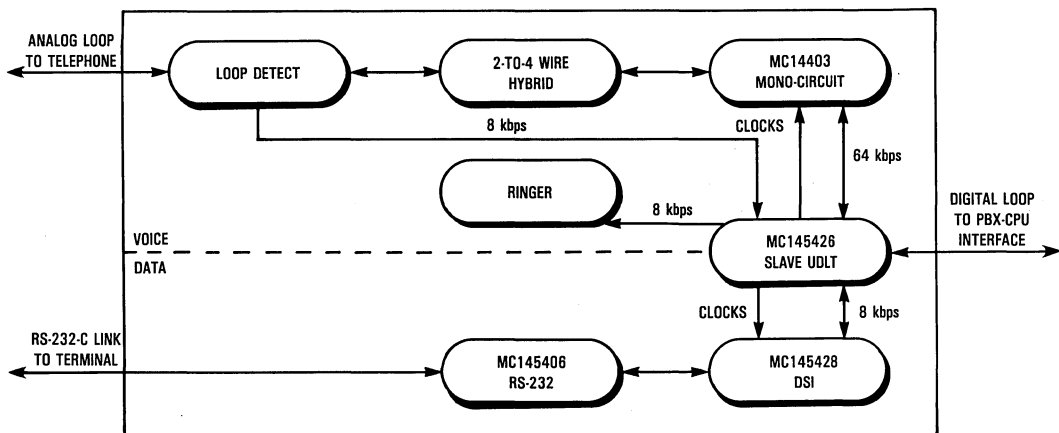 ANALOG LOOP
TO TELEPHONE
LOOP DETECT
2-TO-4 WIRE
HYBRID
MC14403
MONO-CIRCUIT
8 kbps
CLOCKS
64 kbps
RINGER
8 kbps
DIGITAL LOOP
TO PBX-CPU
INTERFACE
VOICE
DATA
MC145426
SLAVE UDLT
CLOCKS
8 kbps
RS-232-C LINK
TO TERMINAL
MC145406
RS-232
MC145428
DSI